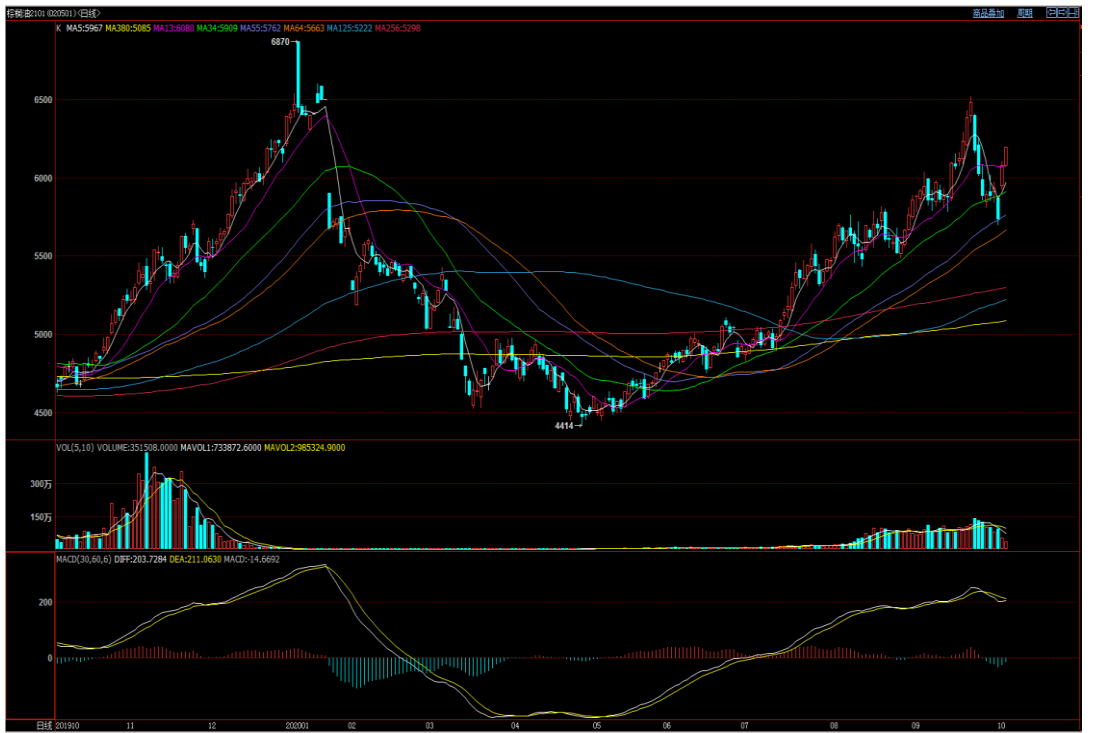 棕榈油2101(020501)<日线> 商品叠加 周期
K MA5:5967 MA380:5085 MA13:6080 MA34:5909 MA55:5762 MA64:5663 MA125:5222 MA256:5298
6870
6500
6000
5500
5000
4500
4414
VOL(5,10) VOLUME:351508.0000 MAVOL1:733872.6000 MAVOL2:985324.9000
300万
150万
MACD(30,60,6) DIFF:203.7284 DEA:211.0630 MACD:-14.6692
200
0
日线 201910 11 12 202001 02 03 04 05 06 07 08 09 10